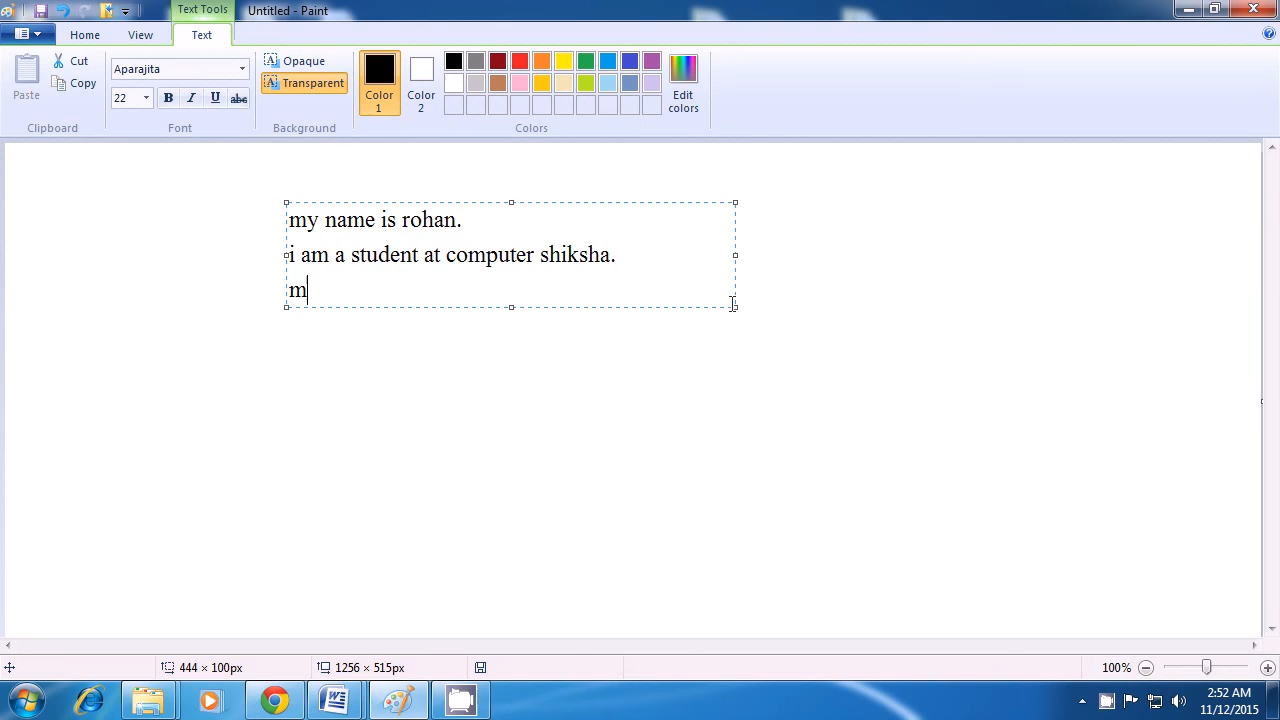 Text Tools
Untitled - Paint
Home
View
Text
Paste
Cut
Copy
Clipboard
Aparajita
22
B I U abc
Font
Opaque
Transparent
Background
Color 1
Color 2
Edit colors
Colors
my name is rohan.
i am a student at computer shiksha.
m
444 × 100px
1256 × 515px
100%
2:52 AM
11/12/2015